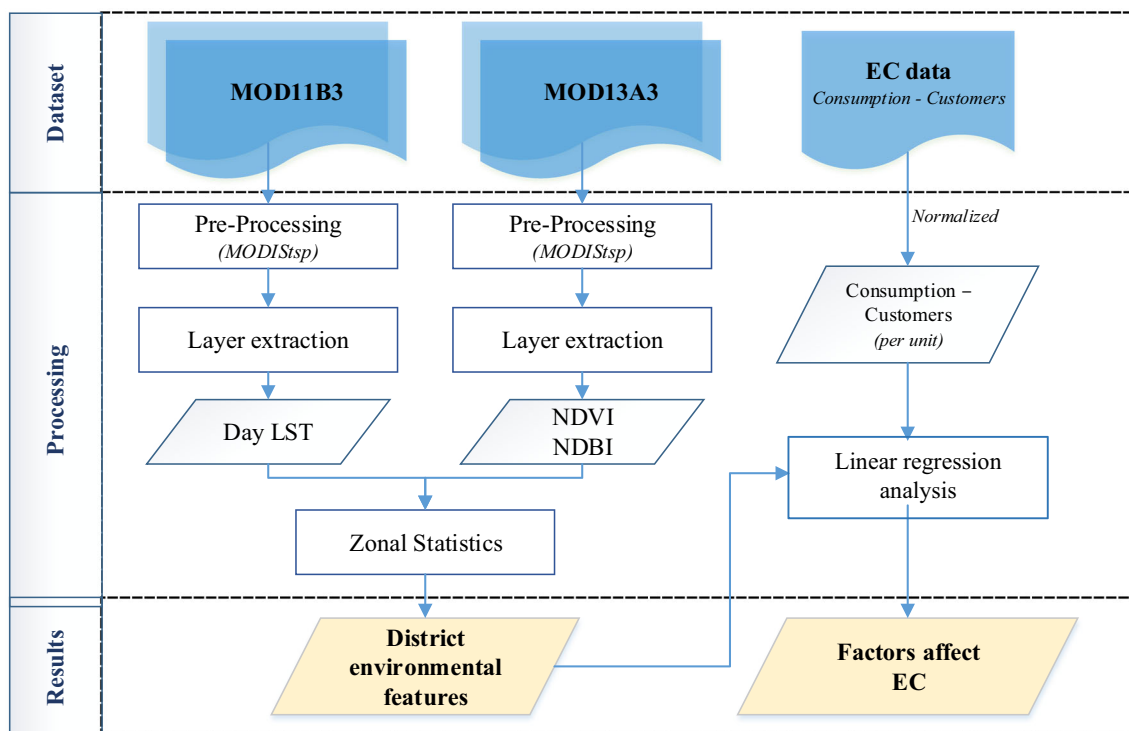 Dataset
MOD11B3
MOD13A3
EC data
Consumption - Customers
Processing
Pre-Processing
(MODIStsp)
Pre-Processing
(MODIStsp)
Normalized
Layer extraction
Layer extraction
Consumption –
Customers
(per unit)
Day LST
NDVI
NDBI
Linear regression
analysis
Zonal Statistics
Results
District
environmental
features
Factors affect
EC